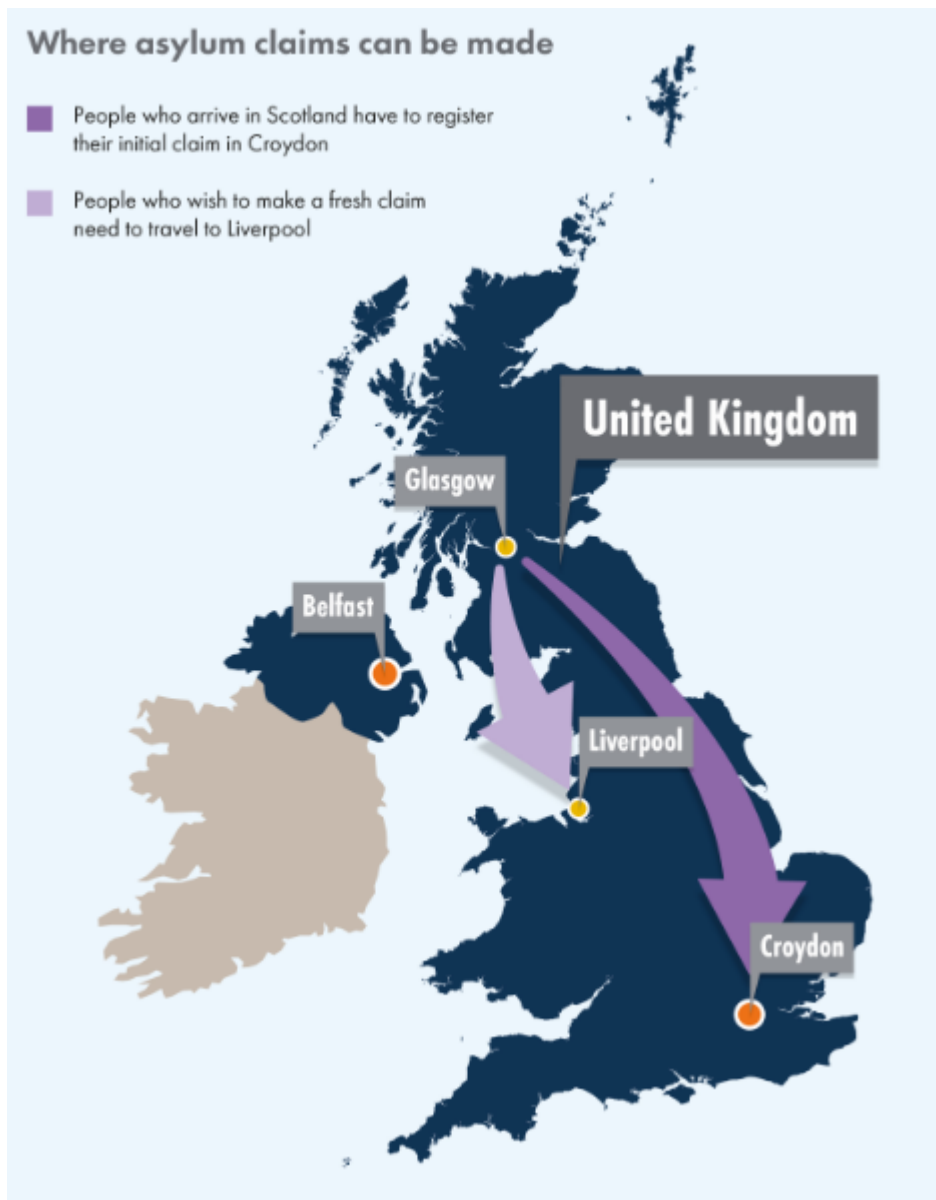 Where asylum claims can be made
People who arrive in Scotland have to register
their initial claim in Croydon
People who wish to make a fresh claim
need to travel to Liverpool
United Kingdom
Glasgow
Belfast
Liverpool
Croydon